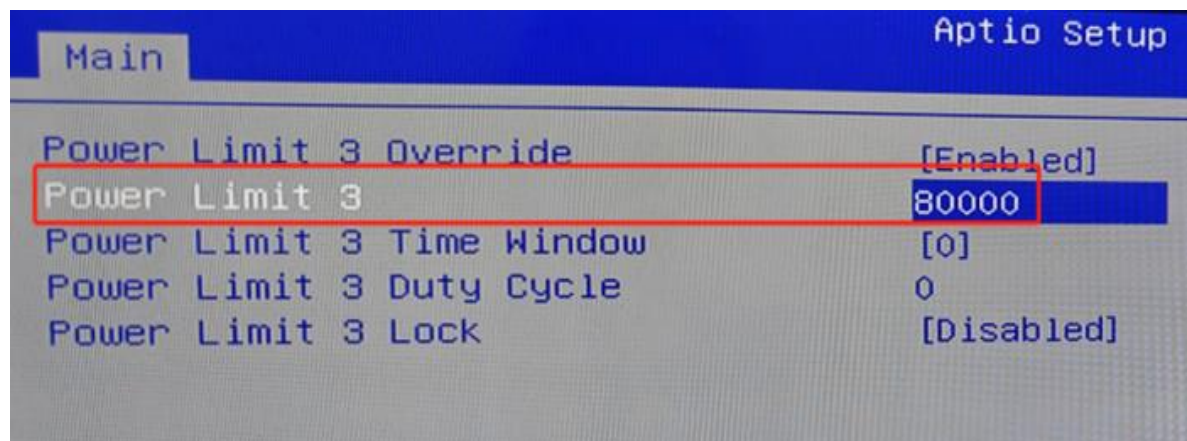 Aptio Setup
Main
Power Limit 3 Override [Enabled]
Power Limit 3 80000
Power Limit 3 Time Window [0]
Power Limit 3 Duty Cycle 0
Power Limit 3 Lock [Disabled]